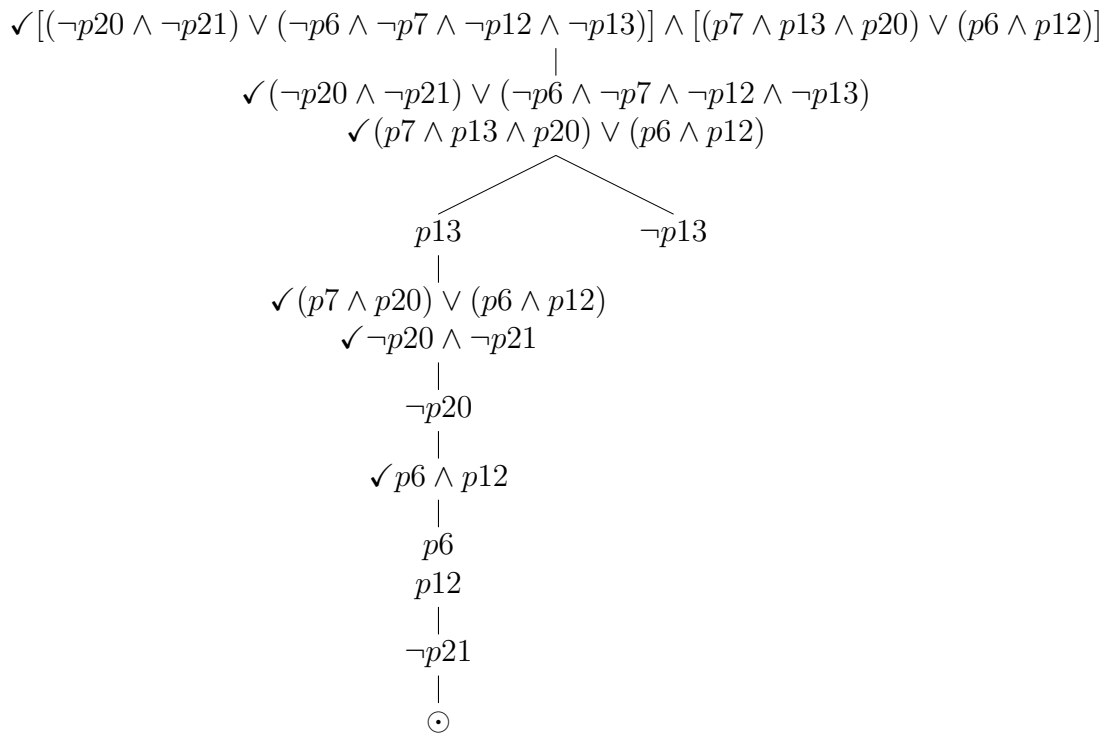 ✓[(¬p20 ∧ ¬p21) ∨ (¬p6 ∧ ¬p7 ∧ ¬p12 ∧ ¬p13)] ∧ [(p7 ∧ p13 ∧ p20) ∨ (p6 ∧ p12)]
✓(¬p20 ∧ ¬p21) ∨ (¬p6 ∧ ¬p7 ∧ ¬p12 ∧ ¬p13)
✓(p7 ∧ p13 ∧ p20) ∨ (p6 ∧ p12)
p13 ¬p13
✓(p7 ∧ p20) ∨ (p6 ∧ p12)
✓¬p20 ∧ ¬p21
¬p20
✓p6 ∧ p12
p6
p12
¬p21
⊙